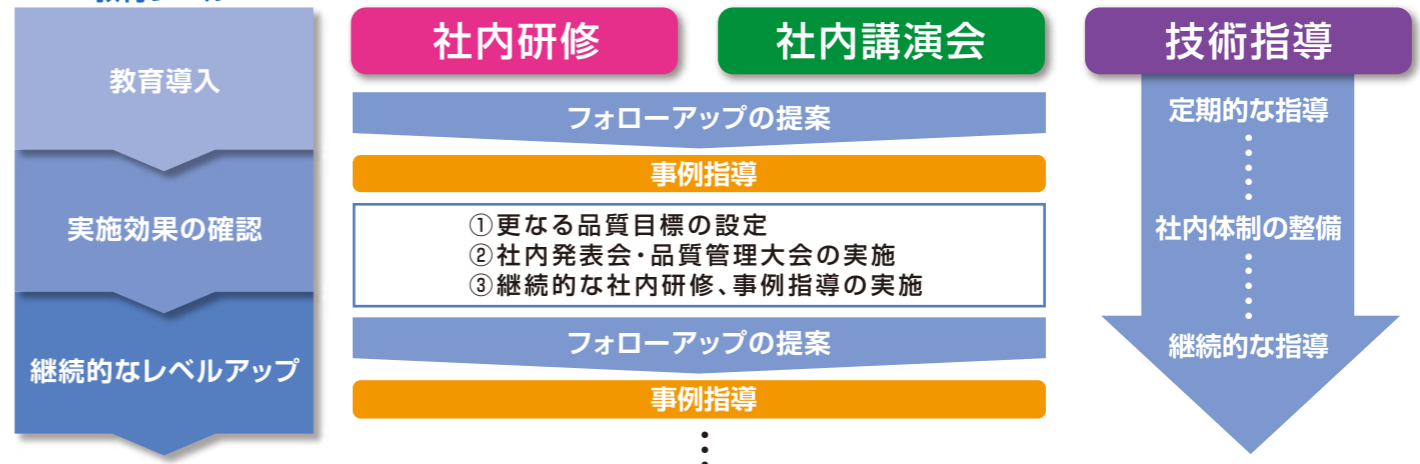 社内研修
社内講演会
技術指導
教育導入
実施効果の確認
継続的なレベルアップ
フォローアップの提案
事例指導
①更なる品質目標の設定
②社内発表会・品質管理大会の実施
③継続的な社内研修、事例指導の実施
フォローアップの提案
事例指導
定期的な指導
社内体制の整備
継続的な指導